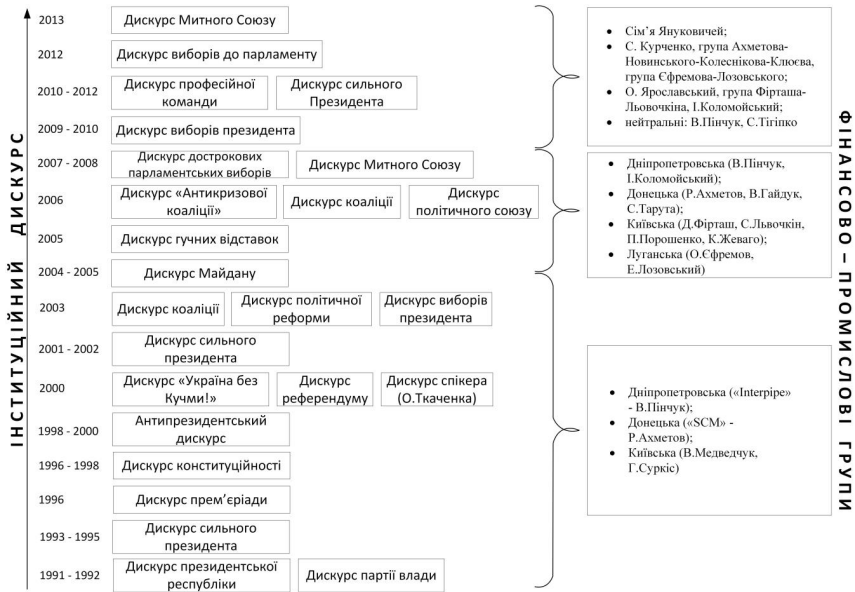 ІНСТИТУЦІЙНИЙ ДИСКУРС
2013
Дискурс Митного Союзу
2012
Дискурс виборів до парламенту
2010 - 2012
Дискурс професійної
команди
Дискурс сильного
Президента
2009 - 2010
Дискурс виборів президента
2007 - 2008
Дискурс дострокових
парламентських виборів
Дискурс Митного Союзу
2006
Дискурс «Антикризової
коаліції»
Дискурс коаліції
Дискурс
політичного союзу
2005
Дискурс гучних відставок
2004 - 2005
Дискурс Майдану
2003
Дискурс коаліції
Дискурс політичної
реформи
Дискурс виборів
президента
2001 - 2002
Дискурс сильного
президента
2000
Дискурс «Україна без
Кучми!»
Дискурс
референдуму
Дискурс спікера
(О.Ткаченка)
1998 - 2000
Антипрезидентський
дискурс
1996 - 1998
Дискурс конституційності
1996
Дискурс прем’єріади
1993 - 1995
Дискурс сильного
президента
1991 - 1992
Дискурс президентської
республіки
Дискурс партії влади
• Сім’я Януковичей;
• С. Курченко, група Ахметова-
Новинського-Колеснікова-Клюєва,
група Єфремова-Лозовського;
• О. Ярославський, група Фірташа-
Льовочкіна, І.Коломойський;
• нейтральні: В.Пінчук, С.Тігіпко
• Дніпропетровська (В.Пінчук,
І.Коломойський);
• Донецька (Р.Ахметов, В.Гайдук,
С.Тарута);
• Київська (Д.Фірташ, С.Львочкін,
П.Порошенко, К.Жеваго);
• Луганська (О.Єфремов,
Е.Лозовський)
• Дніпропетровська («Interpipe»
- В.Пінчук);
• Донецька («SCM» -
Р.Ахметов);
• Київська (В.Медведчук,
Г.Суркіс)
ФІНАНСОВО – ПРОМИСЛОВІ ГРУПИ